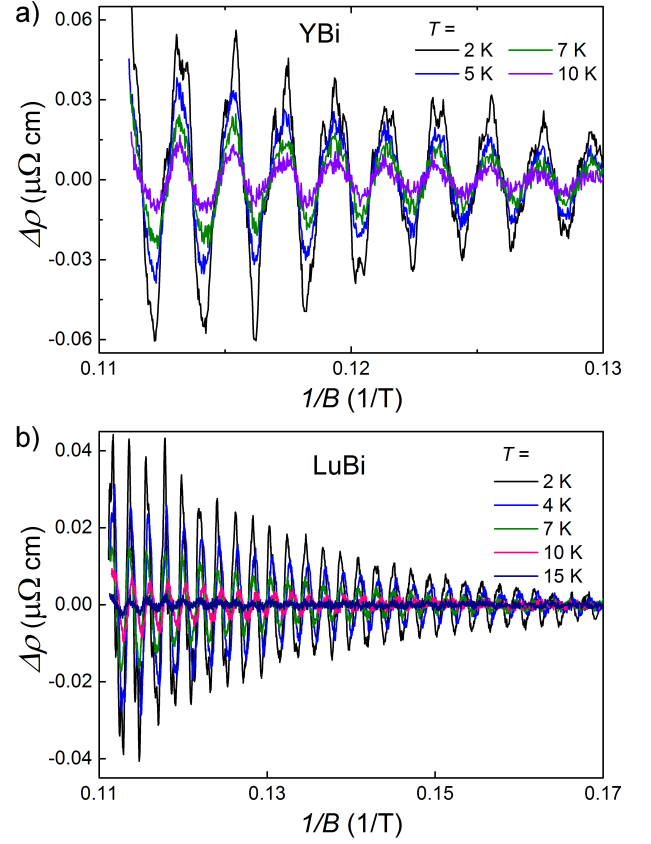 a)
YBi
T =
2 K
7 K
5 K
10 K
0.06
0.03
0.00
-0.03
-0.06
Δρ (μΩ cm)
0.11
0.12
0.13
1/B (1/T)
b)
LuBi
T =
2 K
4 K
7 K
10 K
15 K
0.04
0.02
0.00
-0.02
-0.04
Δρ (μΩ cm)
0.11
0.13
0.15
0.17
1/B (1/T)